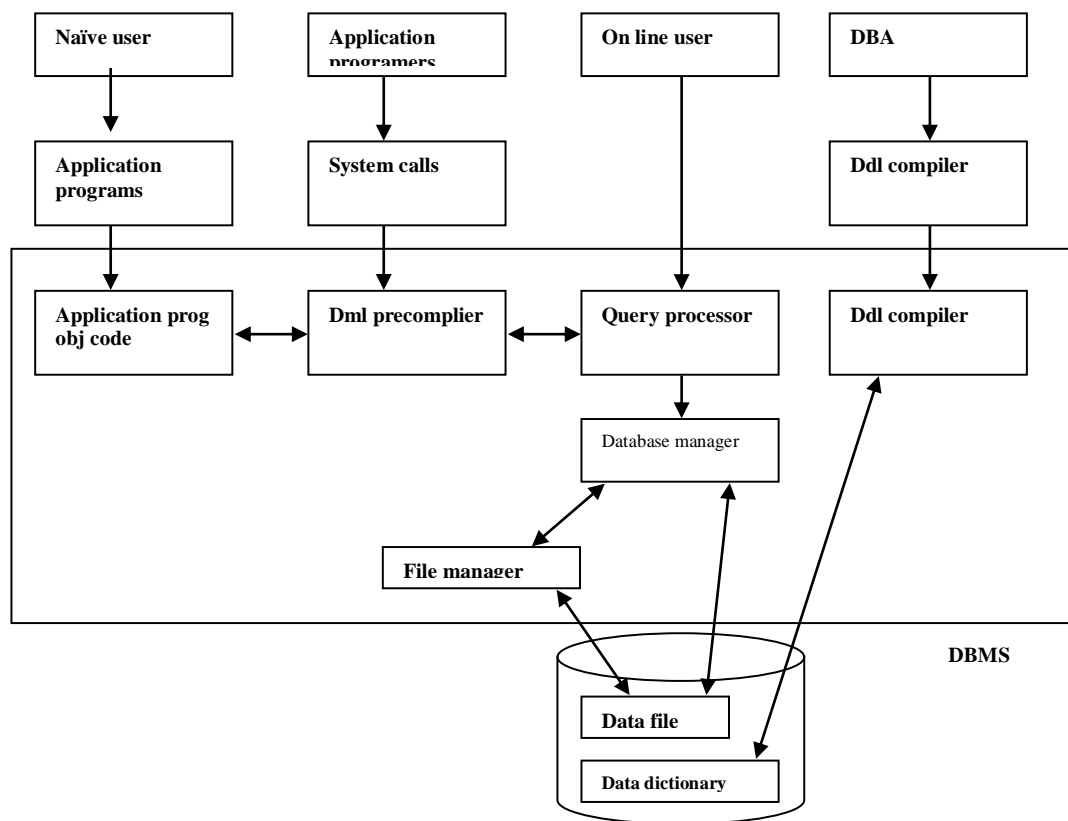 Naïve user
Application
programers
On line user
DBA
Application
programs
System calls
Ddl compiler
Application prog
obj code
Dml precomplier
Query processor
Ddl compiler
Database manager
File manager
DBMS
Data file
Data dictionary